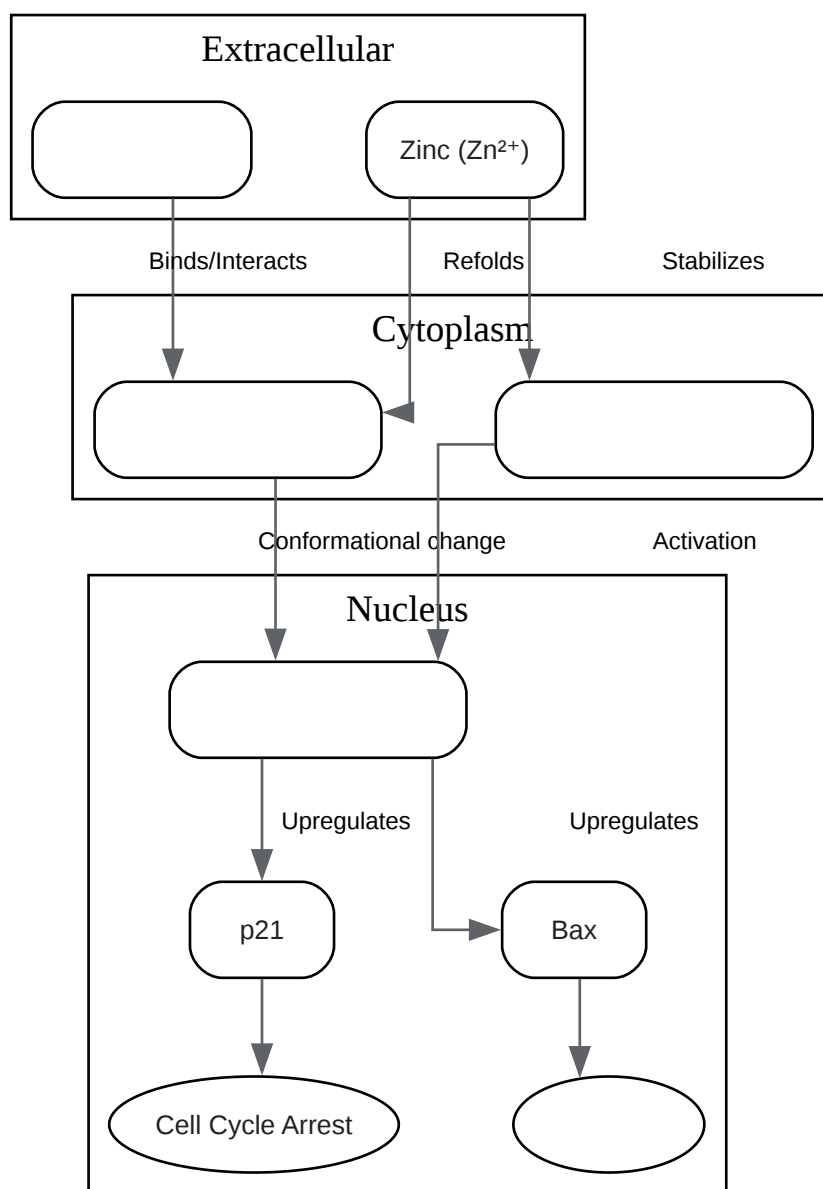 Extracellular
Zinc (Zn²⁺)
Binds/Interacts
Refolds
Stabilizes
Cytoplasm
Conformational change
Activation
Nucleus
Upregulates
Upregulates
p21
Bax
Cell Cycle Arrest